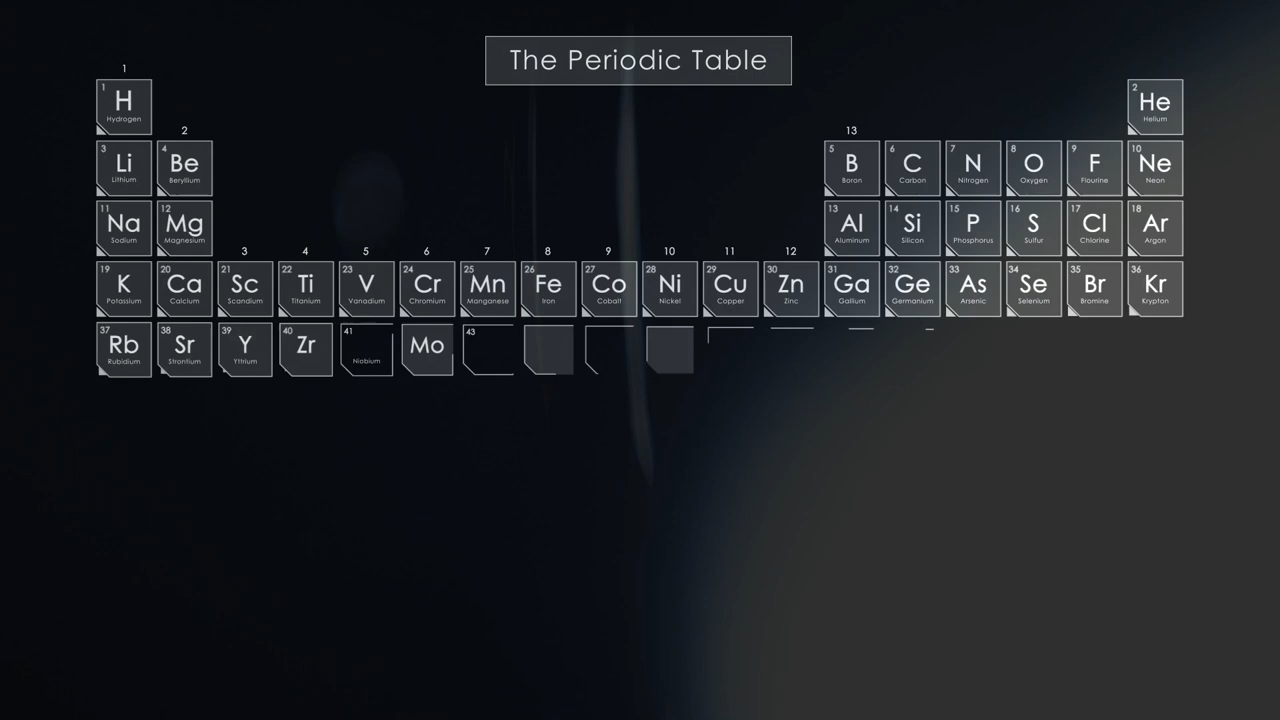 The Periodic Table
1
1 H Hydrogen
2 He Helium
2 13
3 Li Lithium
4 Be Beryllium
5 B Boron
6 C Carbon
7 N Nitrogen
8 O Oxygen
9 F Flourine
10 Ne Neon
11 Na Sodium
12 Mg Magnesium
13 Al Aluminum
14 Si Silicon
15 P Phosphorus
16 S Sulfur
17 Cl Chlorine
18 Ar Argon
3 4 5 6 7 8 9 10 11 12
19 K Potassium
20 Ca Calcium
21 Sc Scandium
22 Ti Titanium
23 V Vanadium
24 Cr Chromium
25 Mn Manganese
26 Fe Iron
27 Co Cobalt
28 Ni Nickel
29 Cu Copper
30 Zn Zinc
31 Ga Gallium
32 Ge Germanium
33 As Arsenic
34 Se Selenium
35 Br Bromine
36 Kr Krypton
37 Rb Rubidium
38 Sr Strontium
39 Y Yttrium
40 Zr
41 Niobium
Mo
43